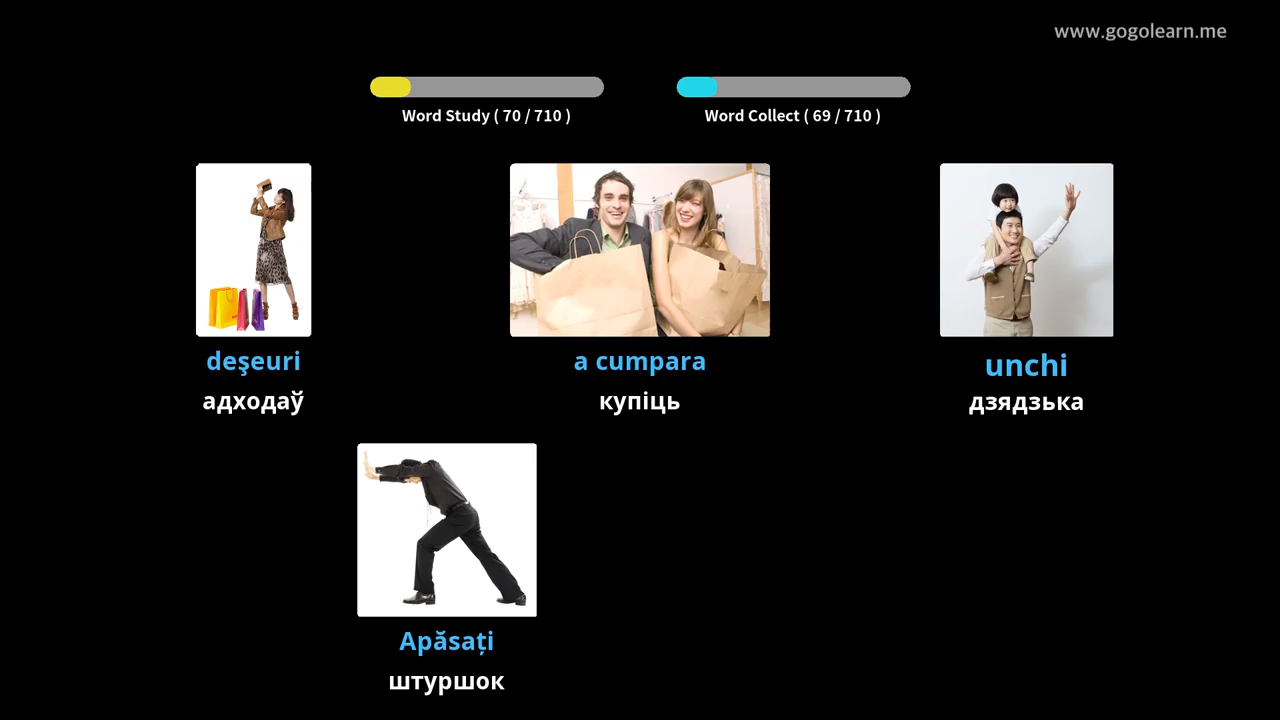 www.gogolearn.me
Word Study ( 70 / 710 )
Word Collect ( 69 / 710 )
deşeuri
a cumpara
unchi
адходаў
купіць
дзядзька
Apăsați
штуршок